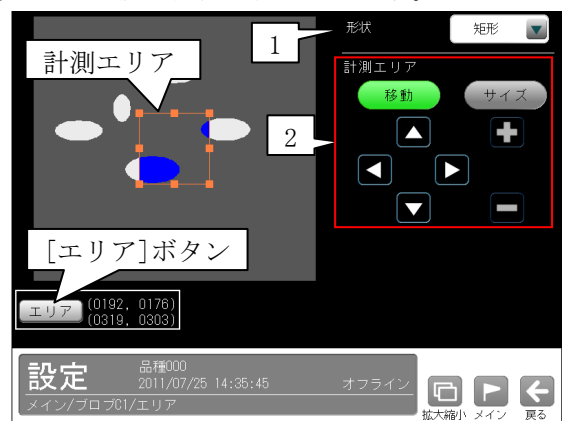 1
形状
矩形
計測エリア
計測エリア
移動
サイズ
2
[エリア]ボタン
エリア
(0192, 0176)
(0319, 0303)
設定
品種000
2011/07/25 14:35:45
オフライン
メイン/ブロブC1/エリア
拡大縮小
メイン
戻る